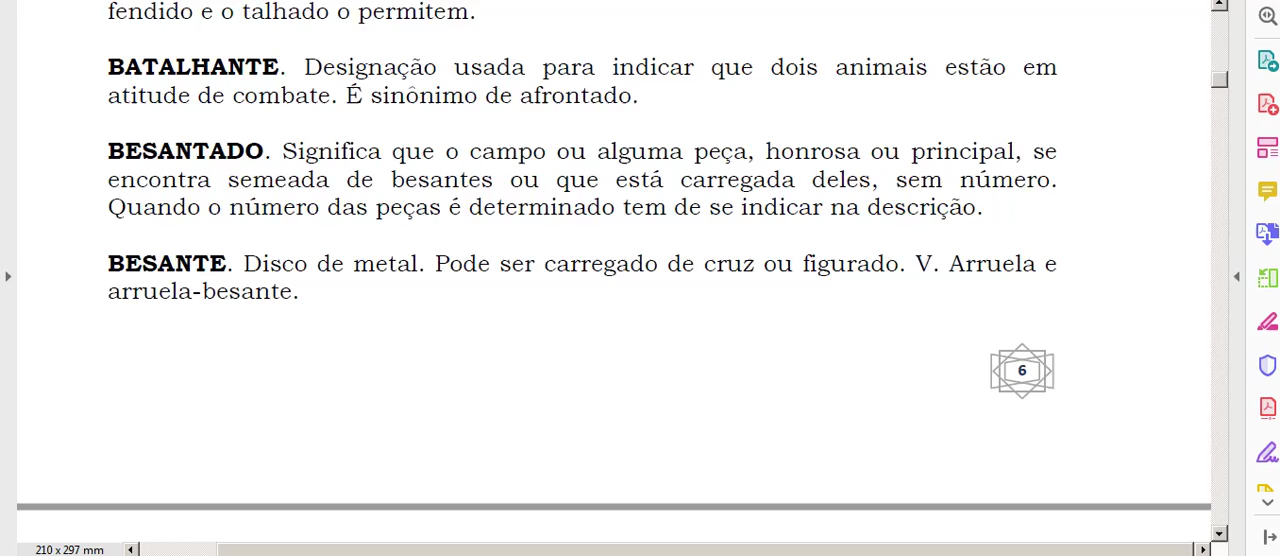 fendido e o talhado o permitem.
BATALHANTE. Designação usada para indicar que dois animais estão em
atitude de combate. É sinônimo de afrontado.
BESANTADO. Significa que o campo ou alguma peça, honrosa ou principal, se
encontra semeada de besantes ou que está carregada deles, sem número.
Quando o número das peças é determinado tem de se indicar na descrição.
BESANTE. Disco de metal. Pode ser carregado de cruz ou figurado. V. Arruela e
arruela-besante.
6
210 x 297 mm